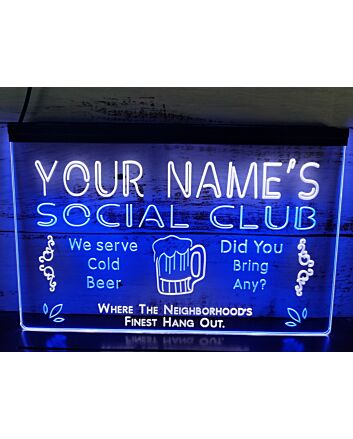 YOUR NAME'S
SOCIAL CLUB
We serve
Cold
Beer
Did You
Bring
Any?
WHERE THE NEIGHBORHOOD'S
FINEST HANG OUT.